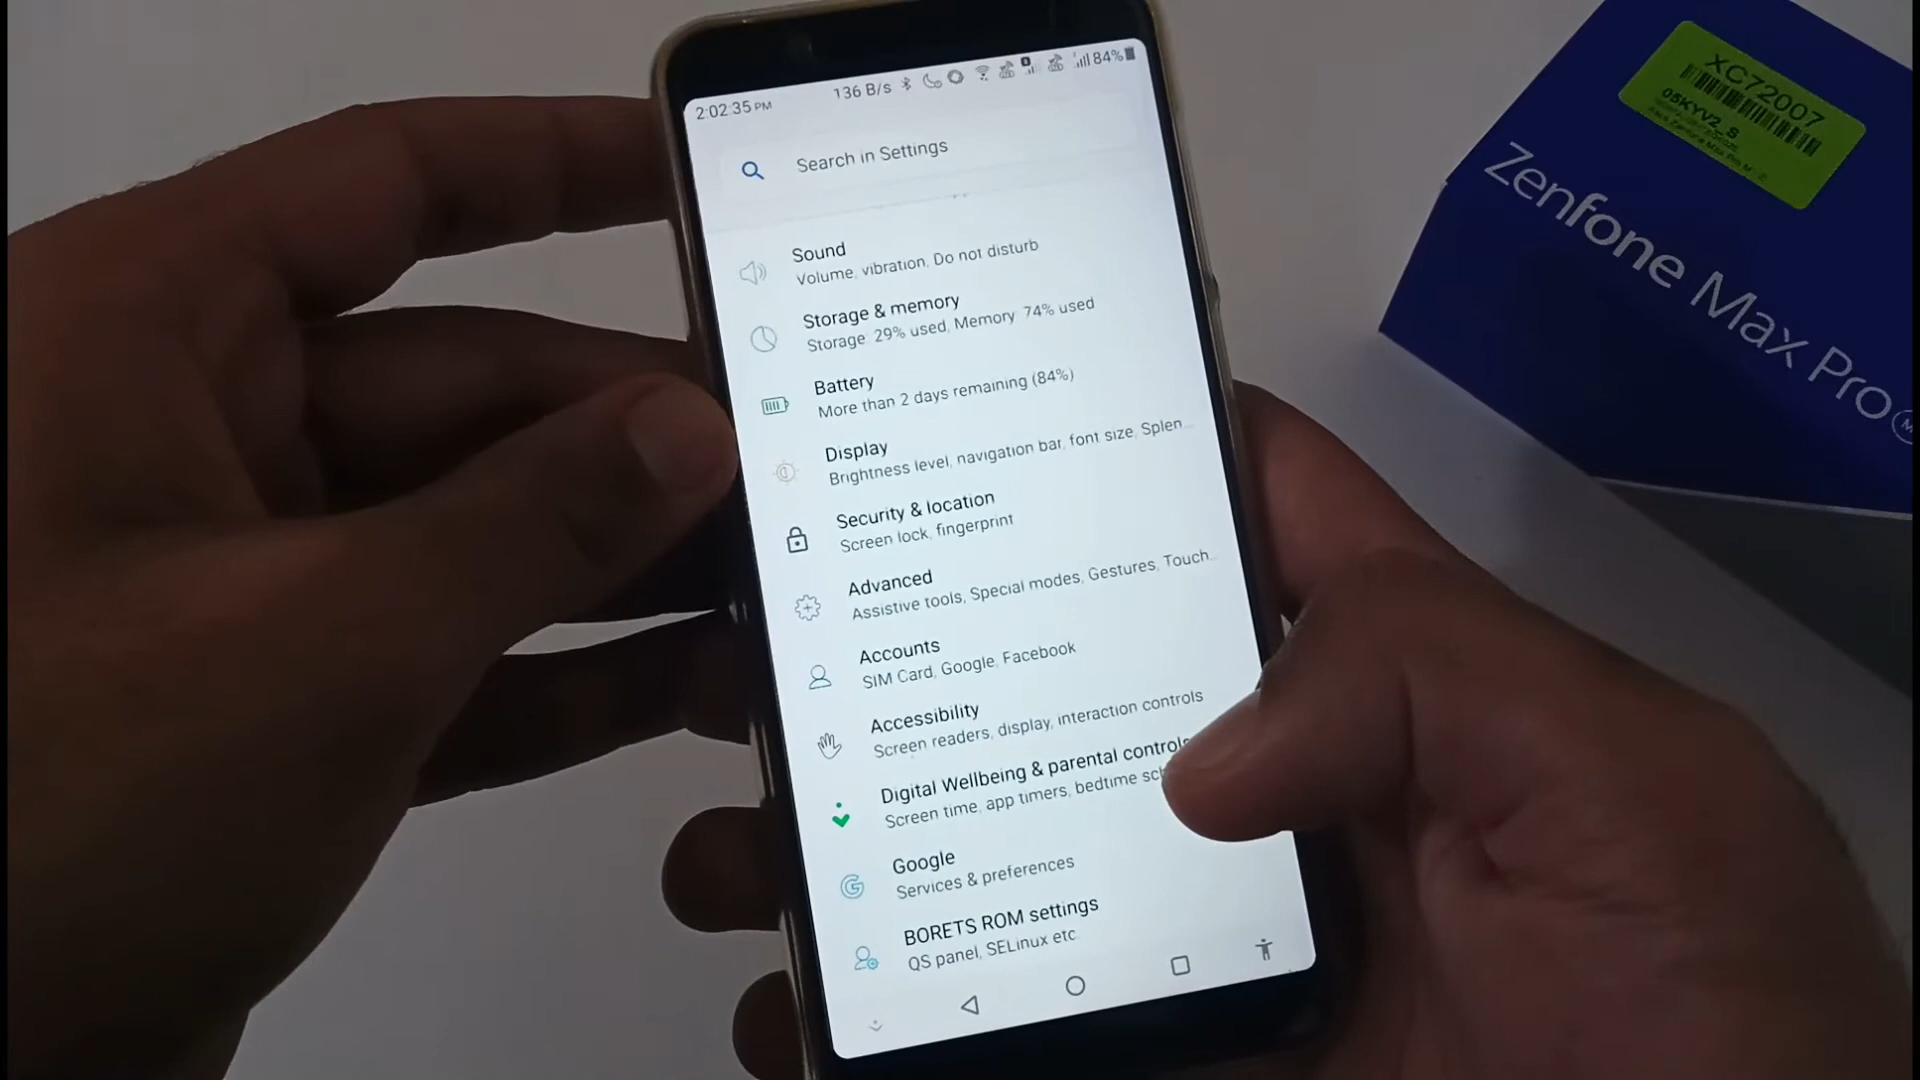 2:02:35 PM
136 B/s
84%
Search in Settings
Sound
Volume, vibration, Do not disturb
Storage & memory
Storage: 29% used, Memory: 74% used
Battery
More than 2 days remaining (84%)
Display
Brightness level, navigation bar, font size, Splen...
Security & location
Screen lock, fingerprint
Advanced
Assistive tools, Special modes, Gestures, Touch...
Accounts
SIM Card, Google, Facebook
Accessibility
Screen readers, display, interaction controls
Digital Wellbeing & parental controls
Screen time, app timers, bedtime sc
Google
Services & preferences
BORETS ROM settings
QS panel, SELinux etc
XC72007
05KYV2_S
Zenfone Max Pro